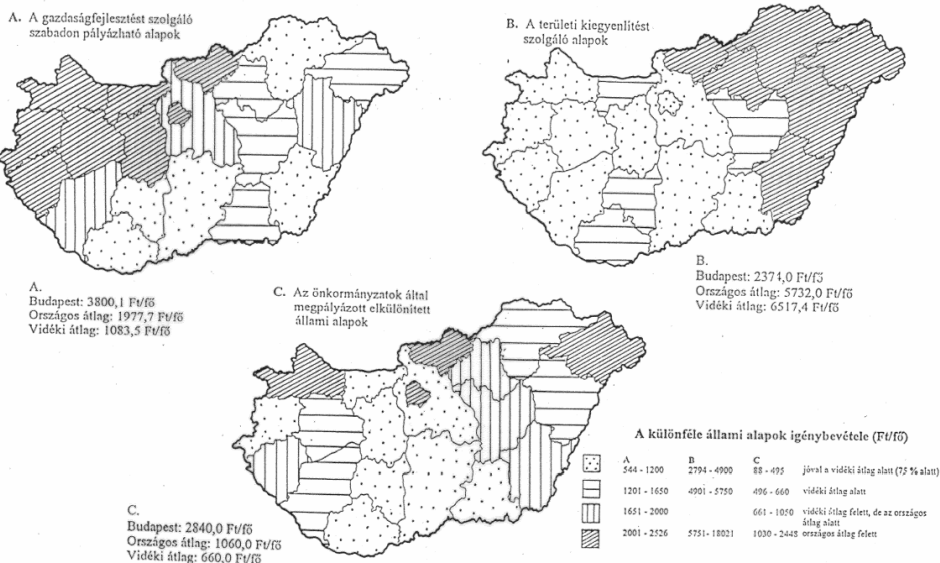 A. A gazdaságfejlesztést szolgáló
szabadon pályázható alapok
B. A területi kiegyenlítést
szolgáló alapok
A.
Budapest: 3800,1 Ft/fő
Országos átlag: 1977,7 Ft/fő
Vidéki átlag: 1083,5 Ft/fő
B.
Budapest: 2374,0 Ft/fő
Országos átlag: 5732,0 Ft/fő
Vidéki átlag: 6517,4 Ft/fő
C. Az önkormányzatok által
megpályázott elkülönített
állami alapok
C.
Budapest: 2840,0 Ft/fő
Országos átlag: 1060,0 Ft/fő
Vidéki átlag: 660,0 Ft/fő
A különféle állami alapok igénybevétele (Ft/fő)
A B C
544 - 1200 2794 - 4900 88 - 495 jóval a vidéki átlag alatt (75 % alatt)
1201 - 1650 4901 - 5750 496 - 660 vidéki átlag alatt
1651 - 2000 661 - 1050 vidéki átlag felett, de az országos
átlag alatt
2001 - 2526 5751 - 18021 1030 - 2448 országos átlag felett